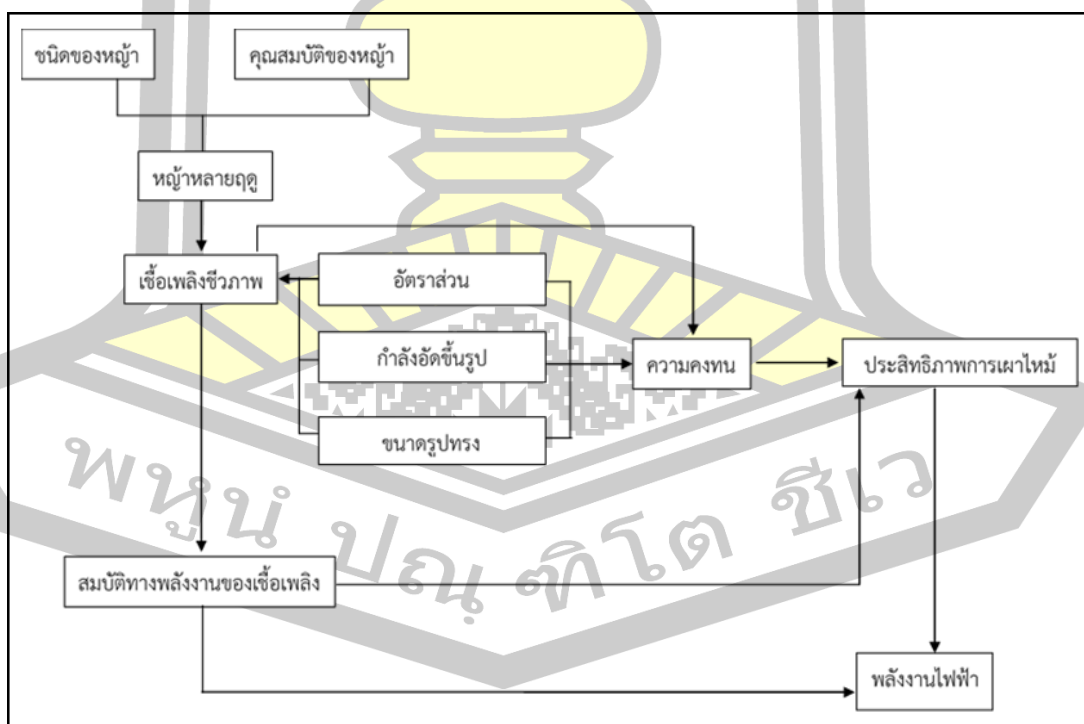 ชนิดของหญ้า
คุณสมบัติของหญ้า
หญ้าหลายฤดู
เชื้อเพลิงชีวภาพ
อัตราส่วน
กำลังอัดขึ้นรูป
ความคงทน
ประสิทธิภาพการเผาไหม้
ขนาดรูปทรง
พหูนํ ปณฺฑิโต ชีเว
สมบัติทางพลังงานของเชื้อเพลิง
พลังงานไฟฟ้า